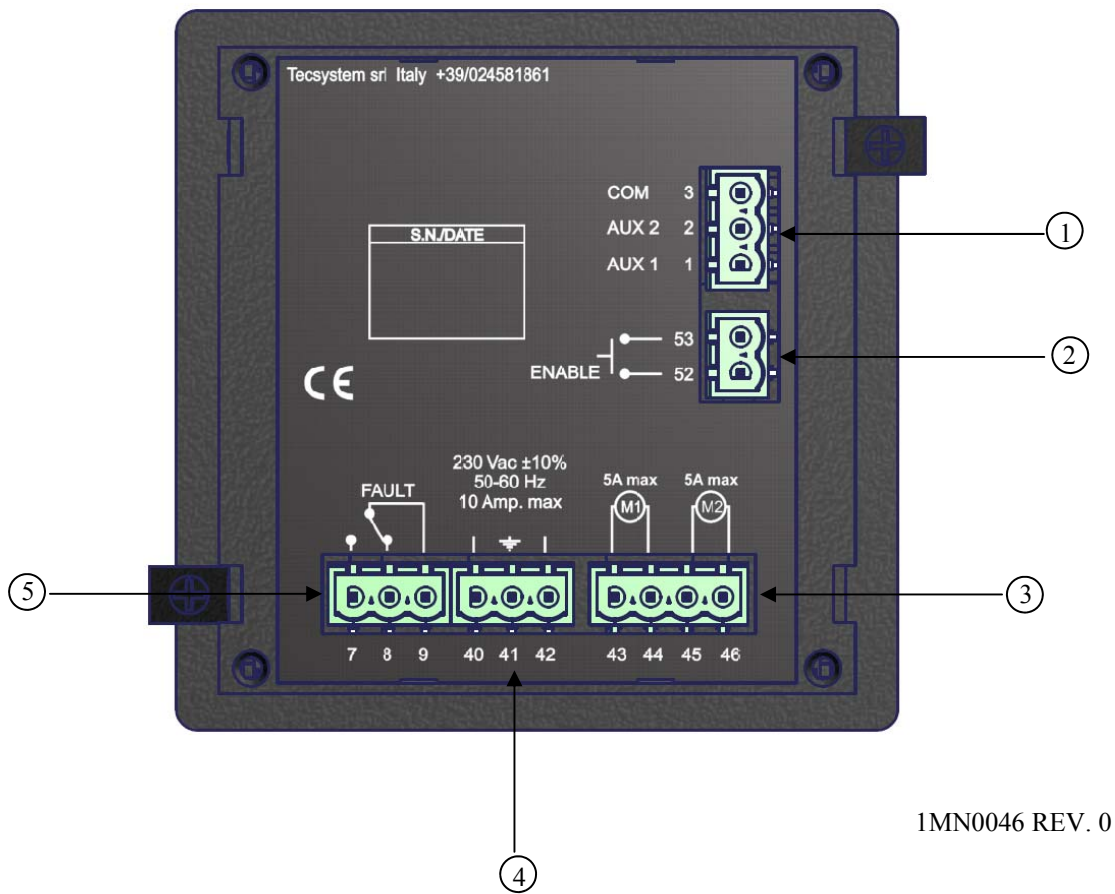 Tecsystem srl Italy +39/024581861
COM 3
AUX 2 2
AUX 1 1
1
S.N./DATE
53
ENABLE
52
2
CE
230 Vac ±10%
50-60 Hz
10 Amp. max
FAULT
5A max
5A max
M1
M2
5
3
7 8 9 40 41 42 43 44 45 46
4
1MN0046 REV. 0